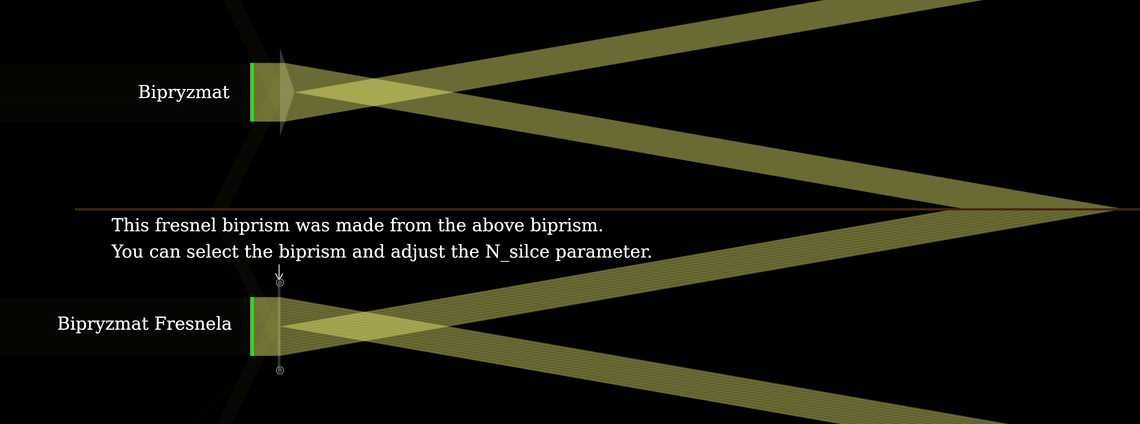 Bipryzmat
This fresnel biprism was made from the above biprism.
You can select the biprism and adjust the N_silce parameter.
Bipryzmat Fresnela